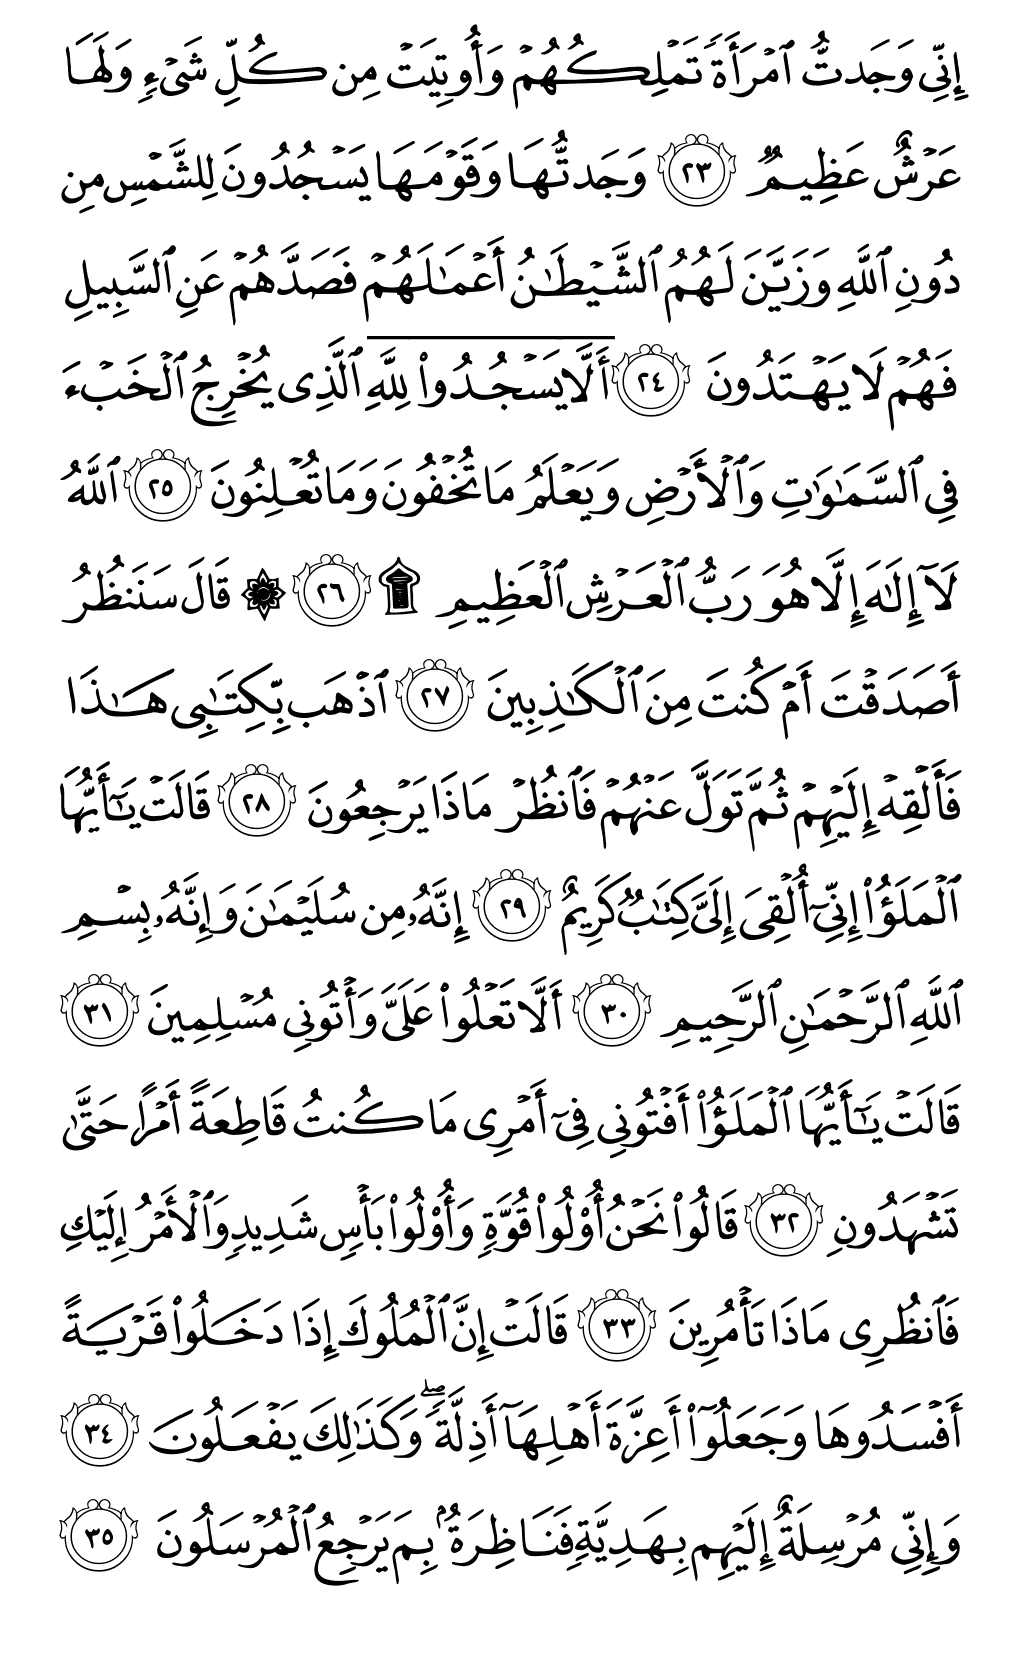 إِنِّي وَجَدتُّ ٱمۡرَأَةٗ تَمۡلِكُهُمۡ وَأُوتِيَتۡ مِن كُلِّ شَيۡءٖ وَلَهَا
عَرۡشٌ عَظِيمٞ ٢٣ وَجَدتُّهَا وَقَوۡمَهَا يَسۡجُدُونَ لِلشَّمۡسِ مِن
دُونِ ٱللَّهِ وَزَيَّنَ لَهُمُ ٱلشَّيۡطَٰنُ أَعۡمَٰلَهُمۡ فَصَدَّهُمۡ عَنِ ٱلسَّبِيلِ
فَهُمۡ لَا يَهۡتَدُونَ ٢٤ أَلَّا يَسۡجُدُواْ لِلَّهِ ٱلَّذِي يُخۡرِجُ ٱلۡخَبۡءَ
فِي ٱلسَّمَٰوَٰتِ وَٱلۡأَرۡضِ وَيَعۡلَمُ مَا تُخۡفُونَ وَمَا تُعۡلِنُونَ ٢٥ ٱللَّهُ
لَآ إِلَٰهَ إِلَّا هُوَ رَبُّ ٱلۡعَرۡشِ ٱلۡعَظِيمِ ۩ ٢٦ ۞ قَالَ سَنَنظُرُ
أَصَدَقۡتَ أَمۡ كُنتَ مِنَ ٱلۡكَٰذِبِينَ ٢٧ ٱذۡهَب بِّكِتَٰبِي هَٰذَا
فَأَلۡقِهۡ إِلَيۡهِمۡ ثُمَّ تَوَلَّ عَنۡهُمۡ فَٱنظُرۡ مَاذَا يَرۡجِعُونَ ٢٨ قَالَتۡ يَٰٓأَيُّهَا
ٱلۡمَلَؤُاْ إِنِّيٓ أُلۡقِيَ إِلَيَّ كِتَٰبٞ كَرِيمٌ ٢٩ إِنَّهُۥ مِن سُلَيۡمَٰنَ وَإِنَّهُۥ بِسۡمِ
ٱللَّهِ ٱلرَّحۡمَٰنِ ٱلرَّحِيمِ ٣٠ أَلَّا تَعۡلُواْ عَلَيَّ وَأۡتُونِي مُسۡلِمِينَ ٣١
قَالَتۡ يَٰٓأَيُّهَا ٱلۡمَلَؤُاْ أَفۡتُونِي فِيٓ أَمۡرِي مَا كُنتُ قَاطِعَةً أَمۡرًا حَتَّىٰ
تَشۡهَدُونِ ٣٢ قَالُواْ نَحۡنُ أُوْلُواْ قُوَّةٖ وَأُوْلُواْ بَأۡسٖ شَدِيدٖ وَٱلۡأَمۡرُ إِلَيۡكِ
فَٱنظُرِي مَاذَا تَأۡمُرِينَ ٣٣ قَالَتۡ إِنَّ ٱلۡمُلُوكَ إِذَا دَخَلُواْ قَرۡيَةً
أَفۡسَدُوهَا وَجَعَلُوٓاْ أَعِزَّةَ أَهۡلِهَآ أَذِلَّةٗۖ وَكَذَٰلِكَ يَفۡعَلُونَ ٣٤
وَإِنِّي مُرۡسِلَةٌ إِلَيۡهِم بِهَدِيَّةٖ فَنَاظِرَةُۢ بِمَ يَرۡجِعُ ٱلۡمُرۡسَلُونَ ٣٥